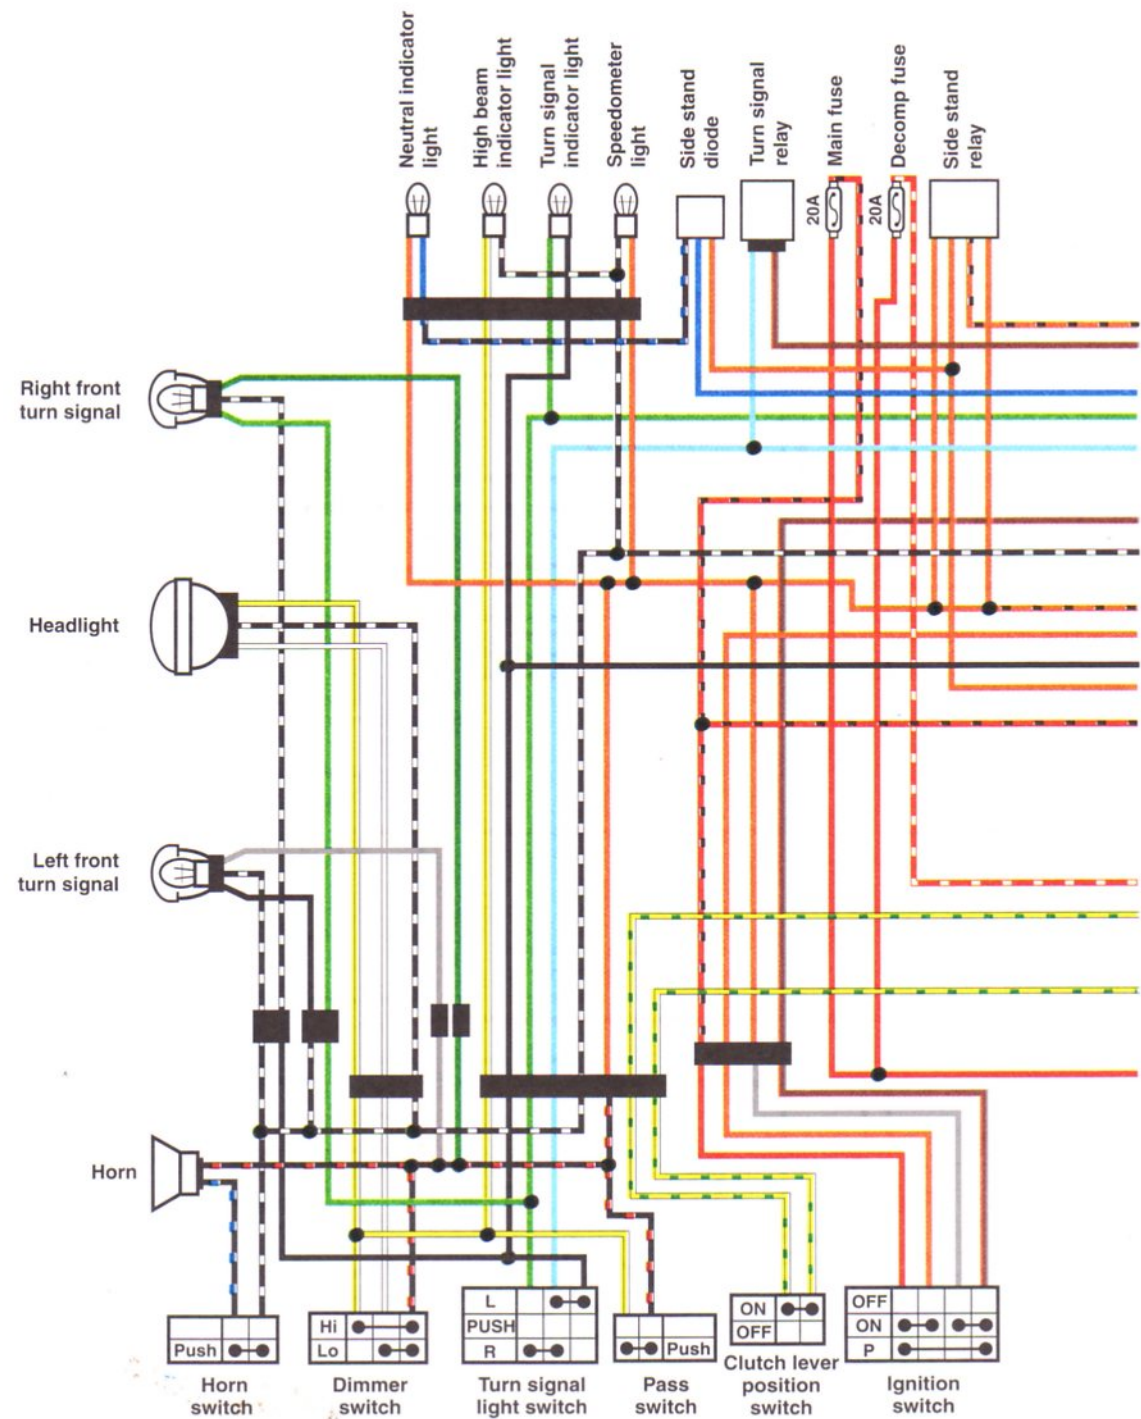 Neutral indicator
light
High beam
indicator light
Turn signal
indicator light
Speedometer
light
Side stand
diode
Turn signal
relay
Main fuse
Decomp fuse
Side stand
relay
20A
20A
Right front
turn signal
Headlight
Left front
turn signal
Horn
Push
Horn
switch
Hi
Lo
Dimmer
switch
L
PUSH
R
Turn signal
light switch
Push
Pass
switch
ON
OFF
Clutch lever
position
switch
OFF
ON
P
Ignition
switch